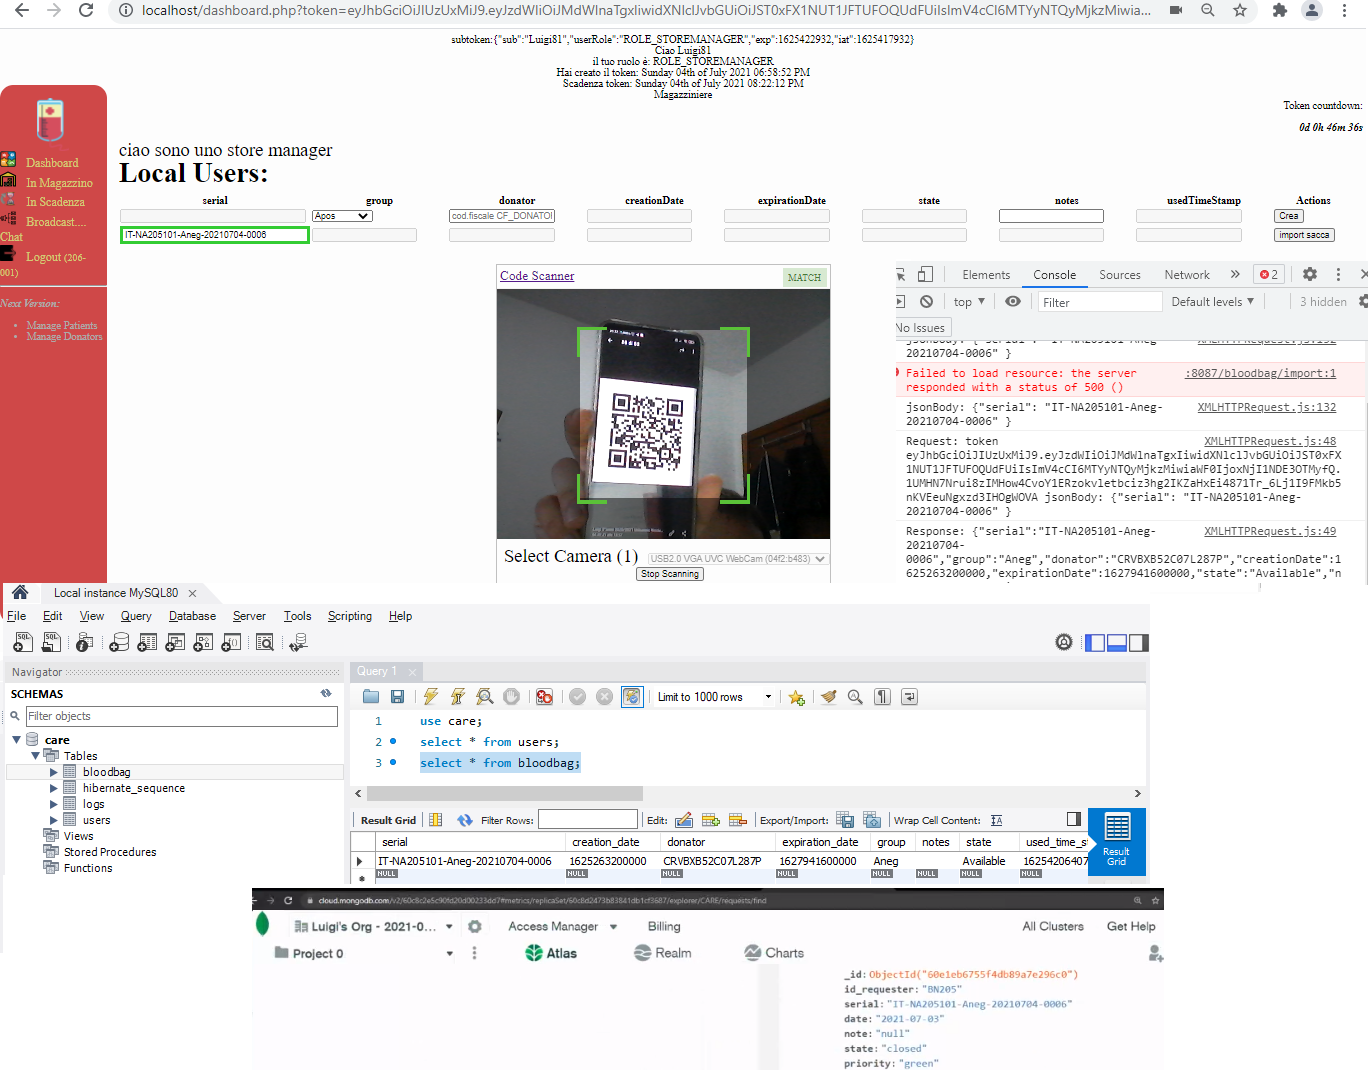 localhost/dashboard.php?token=eyJhbGciOiJIUzUxMiJ9.eyJzdWIiOiJMdWlnaTgxIiwidXNlclJvbGUiOiJST0xFX1NUT1JFTUFOQUdFUiIsImV4cCI6MTYyNTQyMjkzMiwia...
subtoken:{"sub":"Luigi81","userRole":"ROLE_STOREMANAGER","exp":1625422932,"iat":1625417932}
Ciao Luigi81
il tuo ruolo è: ROLE_STOREMANAGER
Hai creato il token: Sunday 04th of July 2021 06:58:52 PM
Scadenza token: Sunday 04th of July 2021 08:22:12 PM
Magazziniere
Token countdown:
0d 0h 46m 36s
Dashboard
In Magazzino
In Scadenza
Broadcast....
Chat
Logout (206-
001)
Next Version:
• Manage Patients
• Manage Donators
ciao sono uno store manager
Local Users:
serial group donator creationDate expirationDate state notes usedTimeStamp Actions
Apos cod.fiscale CF_DONATOI Crea
IT-NA205101-Aneg-20210704-0006 import sacca
Code Scanner MATCH
Select Camera (1) USB2.0 VGA UVC WebCam (04f2:b483)
Stop Scanning
Elements Console Sources Network » 2
top Filter Default levels 3 hidden
No Issues
jsonBody: {"serial": "IT-NA205101-Aneg- XMLHTTPRequest.js:132
20210704-0006" }
Failed to load resource: the server :8087/bloodbag/import:1
responded with a status of 500 ()
jsonBody: {"serial": "IT-NA205101-Aneg- XMLHTTPRequest.js:132
20210704-0006" }
Request: token XMLHTTPRequest.js:48
nKVEeuNgxzd3IHOgWOVA jsonBody: {"serial": "IT-NA205101-Aneg-
20210704-0006" }
Response: {"serial":"IT-NA205101-Aneg- XMLHTTPRequest.js:49
20210704-
0006","group":"Aneg","donator":"CRVBXB52C07L287P","creationDate":1
625263200000,"expirationDate":1627941600000,"state":"Available","n
Local instance MySQL80
File Edit View Query Database Server Tools Scripting Help
Navigator
SCHEMAS
Filter objects
care
Tables
bloodbag
hibernate_sequence
logs
users
Views
Stored Procedures
Functions
Query 1
Limit to 1000 rows
1 use care;
2 select * from users;
3 select * from bloodbag;
Result Grid Filter Rows: Edit: Export/Import: Wrap Cell Content:
serial creation_date donator expiration_date group notes state used_time_s
IT-NA205101-Aneg-20210704-0006 1625263200000 CRVBXB52C07L287P 1627941600000 Aneg Available 16254206407
NULL NULL NULL NULL NULL NULL NULL NULL
Result
Grid
cloud.mongodb.com/v2/60c8c2e5c90fd20d00233dd7#metrics/replicaSet/60c8d2473b83841db1cf3687/explorer/CARE/requests/find
Luigi's Org - 2021-0... Access Manager Billing All Clusters Get Help
Project 0 Atlas Realm Charts
_id: ObjectId("60e1eb6755f4db89a7e296c0")
id_requester: "BN205"
serial: "IT-NA205101-Aneg-20210704-0006"
date: "2021-07-03"
note: "null"
state: "closed"
priority: "green"